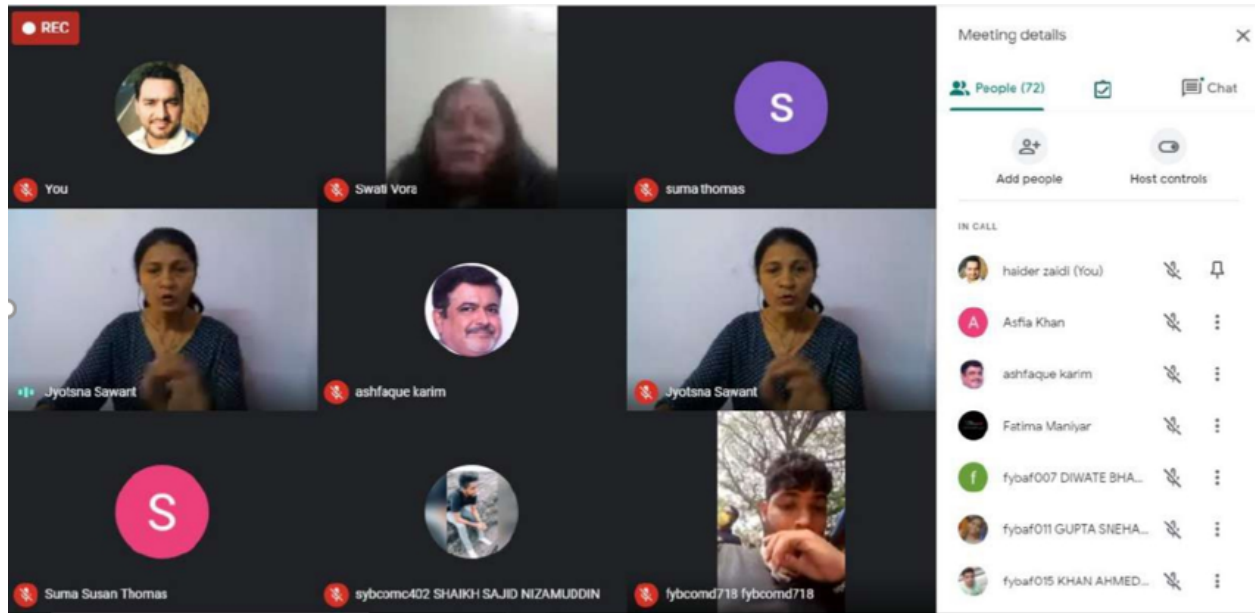 REC
You
Swati Vora
S
suma thomas
Jyotsna Sawant
ashfaque karim
Jyotsna Sawant
S
Suma Susan Thomas
sybcomc402 SHAIKH SAJID NIZAMUDDIN
fybcomd718 fybcomd718
Meeting details
People (72)
Chat
Add people
Host controls
IN CALL
haider zaidi (You)
A
Asfia Khan
ashfaque karim
Fatima Maniyar
f
fybaf007 DIWATE BHA...
fybaf011 GUPTA SNEHA...
fybaf015 KHAN AHMED...